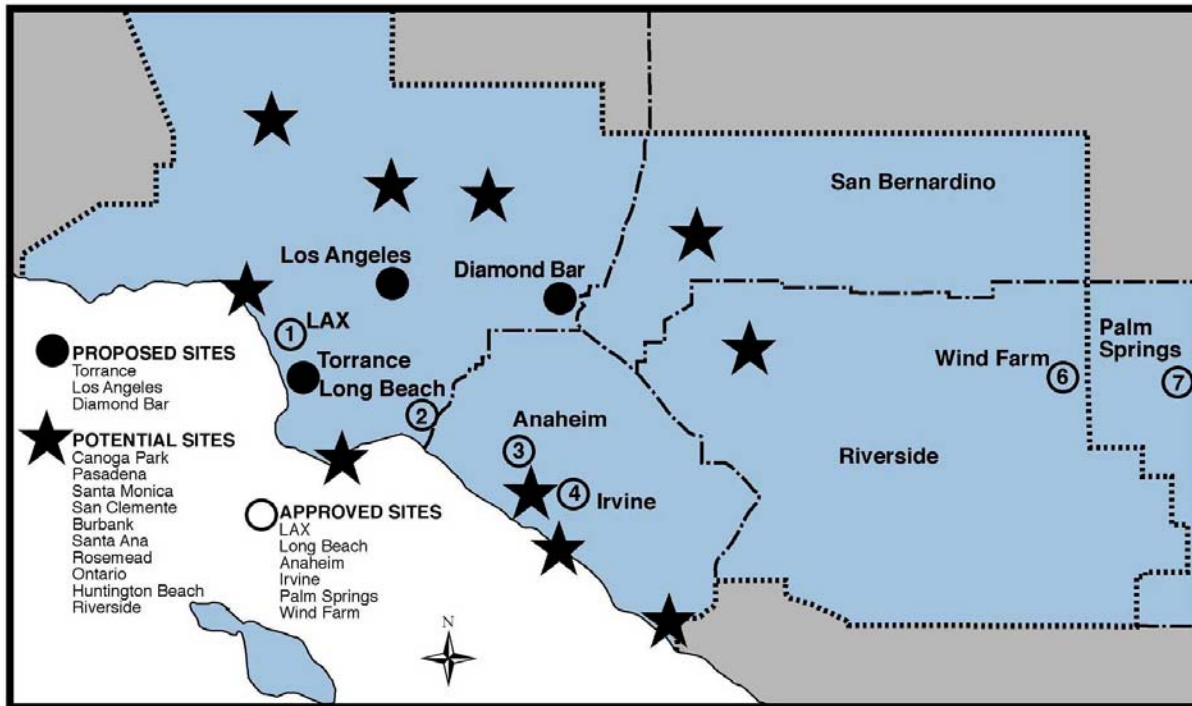 San Bernardino
Los Angeles
Diamond Bar
1 LAX
Palm
Springs
Wind Farm 6
7
Torrance
Long Beach
2
Anaheim
3
4 Irvine
Riverside
PROPOSED SITES
Torrance
Los Angeles
Diamond Bar
POTENTIAL SITES
Canoga Park
Pasadena
Santa Monica
San Clemente
Burbank
Santa Ana
Rosemead
Ontario
Huntington Beach
Riverside
APPROVED SITES
LAX
Long Beach
Anaheim
Irvine
Palm Springs
Wind Farm
N